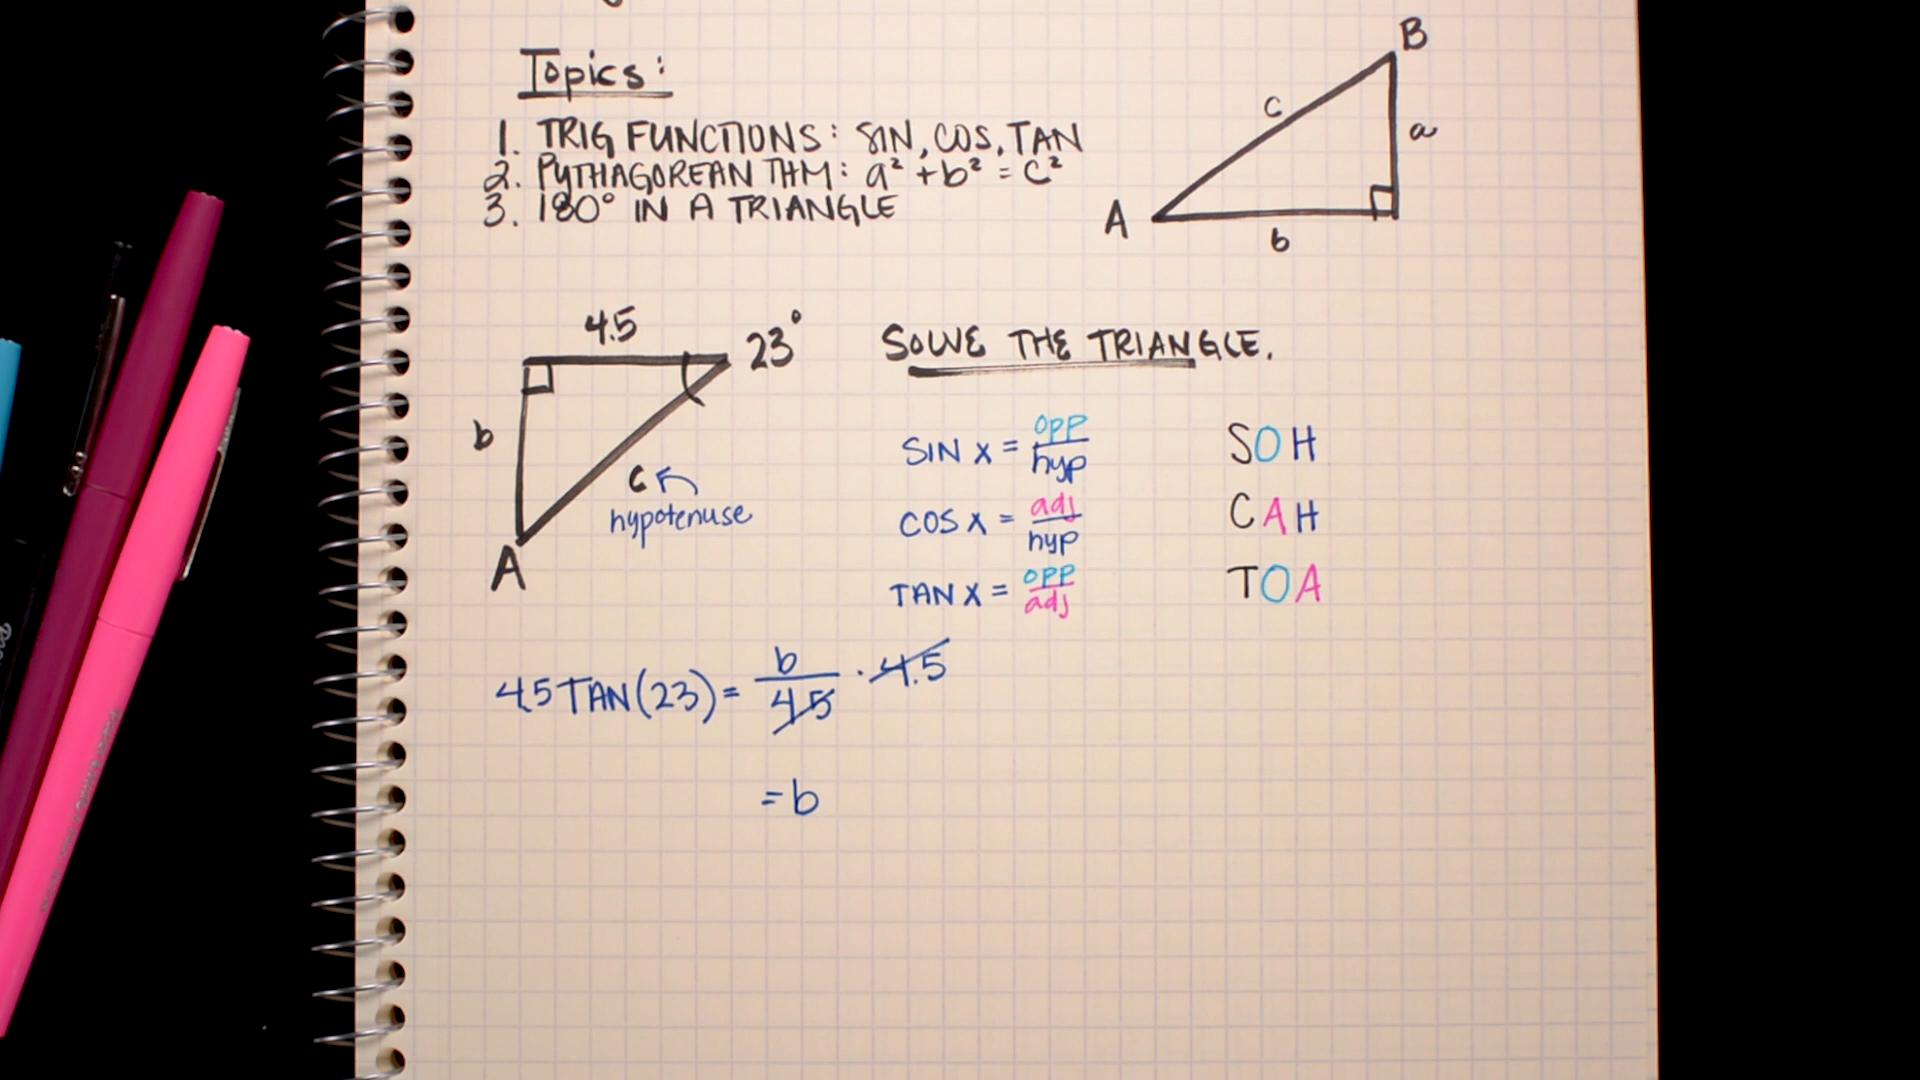 Topics:
1. TRIG FUNCTIONS: SIN, COS, TAN
2. PYTHAGOREAN THM: a² + b² = c²
3. 180° IN A TRIANGLE
B
c
a
A
b
4.5
23°
b
c
hypotenuse
A
SOLVE THE TRIANGLE.
SIN X = opp/hyp
SOH
COS X = adj/hyp
CAH
TAN X = opp/adj
TOA
4.5 TAN(23) = b/4.5 · 4.5
= b